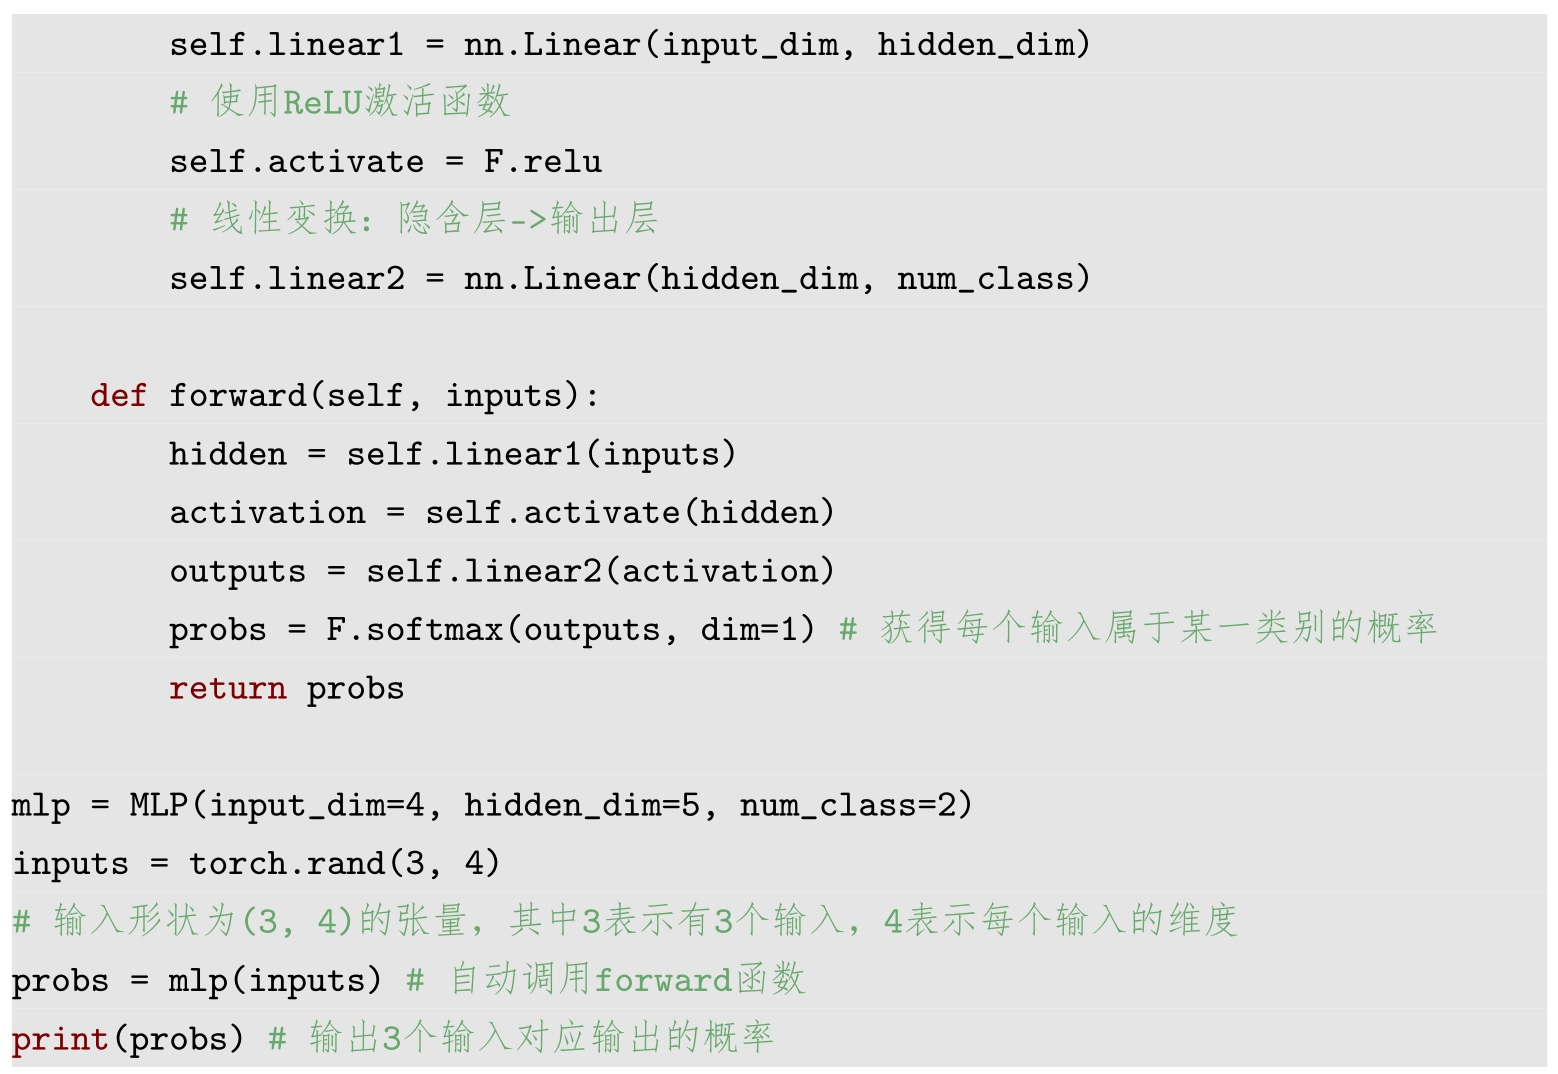 self.linear1 = nn.Linear(input_dim, hidden_dim)
        # 使用ReLU激活函数
        self.activate = F.relu
        # 线性变换：隐含层->输出层
        self.linear2 = nn.Linear(hidden_dim, num_class)

    def forward(self, inputs):
        hidden = self.linear1(inputs)
        activation = self.activate(hidden)
        outputs = self.linear2(activation)
        probs = F.softmax(outputs, dim=1) # 获得每个输入属于某一类别的概率
        return probs

mlp = MLP(input_dim=4, hidden_dim=5, num_class=2)
inputs = torch.rand(3, 4)
# 输入形状为(3, 4)的张量，其中3表示有3个输入，4表示每个输入的维度
probs = mlp(inputs) # 自动调用forward函数
print(probs) # 输出3个输入对应输出的概率